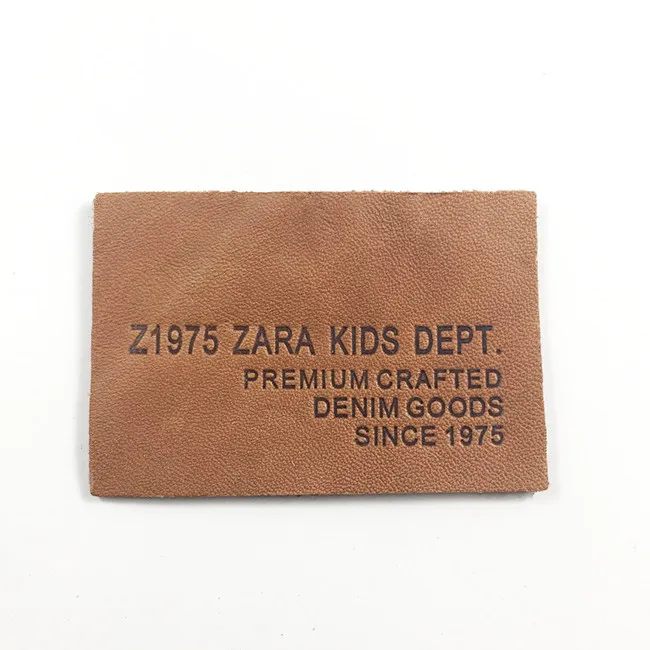 Z1975 ZARA KIDS DEPT.
PREMIUM CRAFTED
DENIM GOODS
SINCE 1975